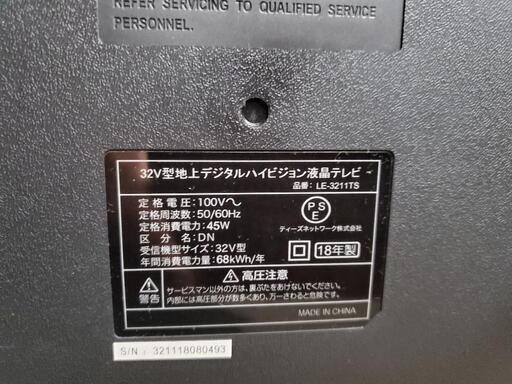 REFER SERVICING TO QUALIFIED SERVICE
PERSONNEL.
32V型地上デジタルハイビジョン液晶テレビ
品番: LE-3211TS
定格電圧:100V～
定格周波数:50/60Hz
定格消費電力:45W
区分名:DN
受信機型サイズ:32V型
年間消費電力量:68kWh/年
PSE
ティーズネットワーク株式会社
18年製
高圧注意
警告
サービスマン以外の方は、裏ぶたをあけないでください。
内部には高圧部分が数多くあり、万一さわると危険です。
MADE IN CHINA
S/N : 321118080493